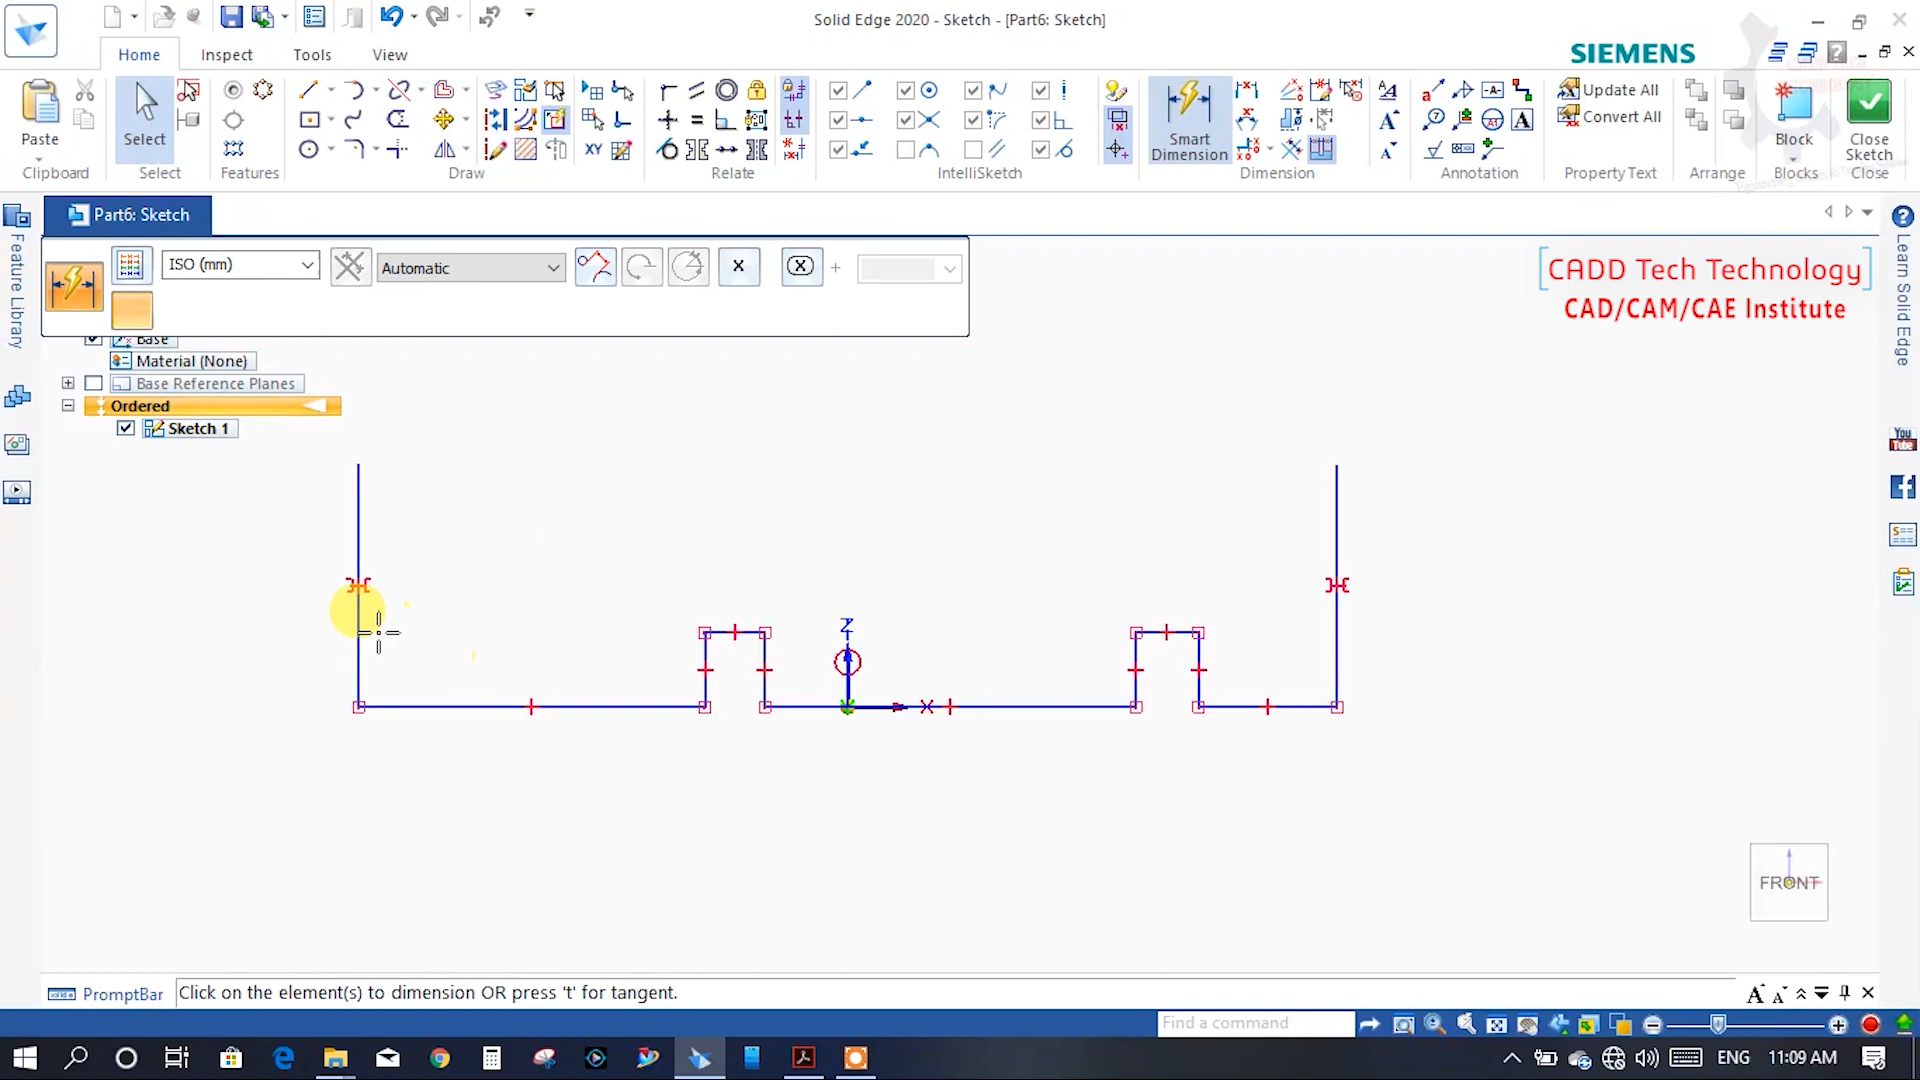 Solid Edge 2020 - Sketch - [Part6: Sketch]
Home
Inspect
Tools
View
SIEMENS
Paste
Select
Smart
Dimension
Update All
Convert All
Block
Close
Sketch
Clipboard
Select
Features
Draw
Relate
IntelliSketch
Dimension
Annotation
Property Text
Arrange
Blocks
Close
XY
Part6: Sketch
ISO (mm)
Automatic
Feature Library
Learn Solid Edge
CADD Tech Technology
CAD/CAM/CAE Institute
Base
Material (None)
Base Reference Planes
Ordered
Sketch 1
You
Tube
Z
X
FRONT
PromptBar
Click on the element(s) to dimension OR press 't' for tangent.
Find a command
ENG
11:09 AM